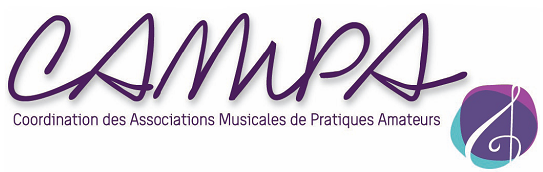 CAMPA
Coordination des Associations Musicales de Pratiques Amateurs